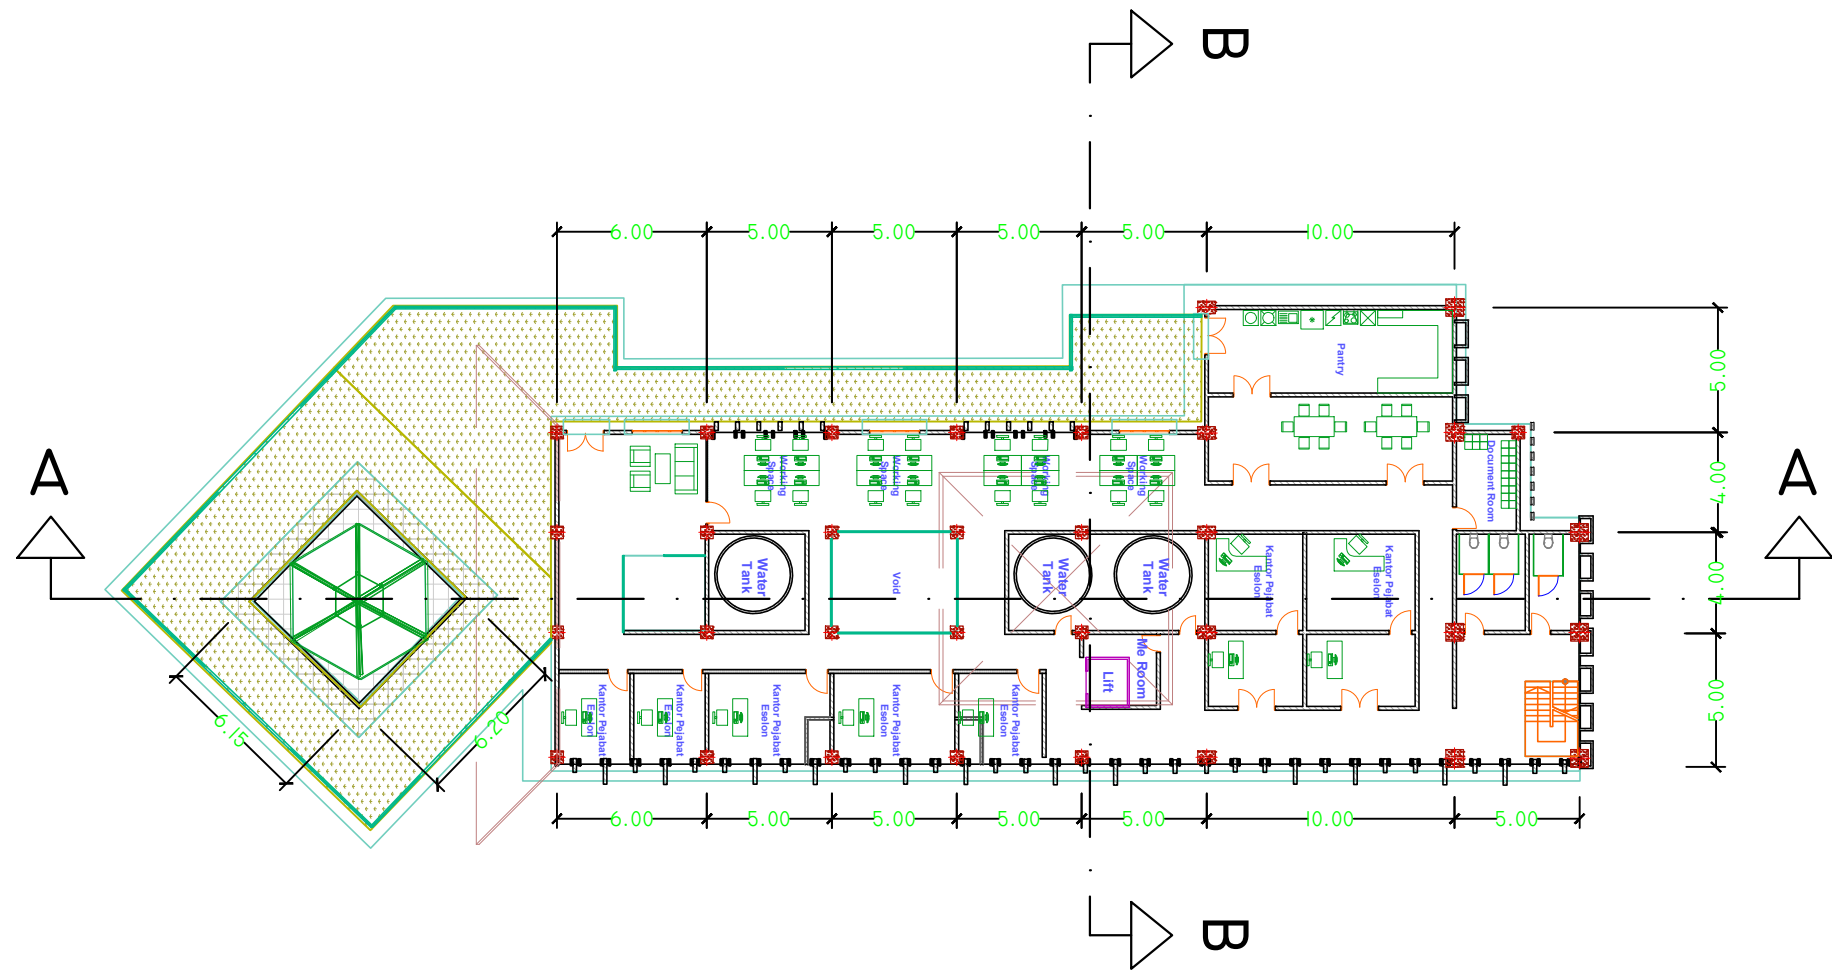 B
6.00
5.00
5.00
5.00
5.00
10.00
Pantry
5.00
A
Working
Space
Working
Space
Working
Space
Working
Space
Document Room
4.00
A
Water
Tank
Void
Water
Tank
Water
Tank
Kantor Pejabat
Eselon
Kantor Pejabat
Eselon
4.00
Me Room
Lift
Kantor Pejabat
Eselon
Kantor Pejabat
Eselon
Kantor Pejabat
Eselon
Kantor Pejabat
Eselon
Kantor Pejabat
Eselon
5.00
6.15
6.20
6.00
5.00
5.00
5.00
5.00
10.00
5.00
B